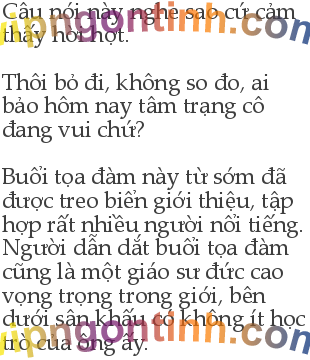 Câu nói này nghe sao cứ cảm
thấy hời hợt.
Thôi bỏ đi, không so đo, ai
bảo hôm nay tâm trạng cô
đang vui chứ?
Buổi tọa đàm này từ sớm đã
được treo biển giới thiệu, tập
hợp rất nhiều người nổi tiếng.
Người dẫn dắt buổi tọa đàm
cũng là một giáo sư đức cao
vọng trọng trong giới, bên
dưới sân khấu có không ít học
trò của ông ấy.
vipngontinh.com
vipngontinh.com